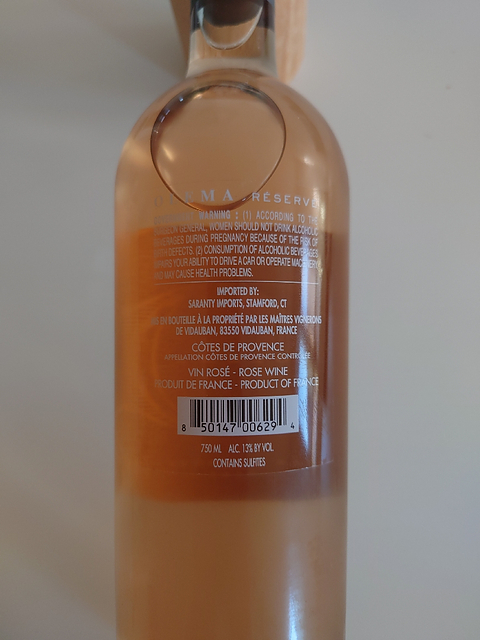 RÉSERVE
WARNING : (1) ACCORDING TO THE
GENERAL, WOMEN SHOULD NOT DRINK ALCOHOLIC
BEVERAGES DURING PREGNANCY BECAUSE OF THE RISK OF
DEFECTS. (2) CONSUMPTION OF ALCOHOLIC BEVERAGES
YOUR ABILITY TO DRIVE A CAR OR OPERATE MACHINERY
MAY CAUSE HEALTH PROBLEMS.
IMPORTED BY:
SARANTY IMPORTS, STAMFORD, CT
EN BOUTEILLE À LA PROPRIÉTÉ PAR LES MAÎTRES VIGNERONS
DE VIDAUBAN, 83550 VIDAUBAN, FRANCE
CÔTES DE PROVENCE
APPELLATION CÔTES DE PROVENCE CONTRÔLÉE
VIN ROSÉ - ROSE WINE
PRODUIT DE FRANCE - PRODUCT OF FRANCE
8 50147 00629 4
750 ML ALC. 13% BY VOL.
CONTAINS SULFITES